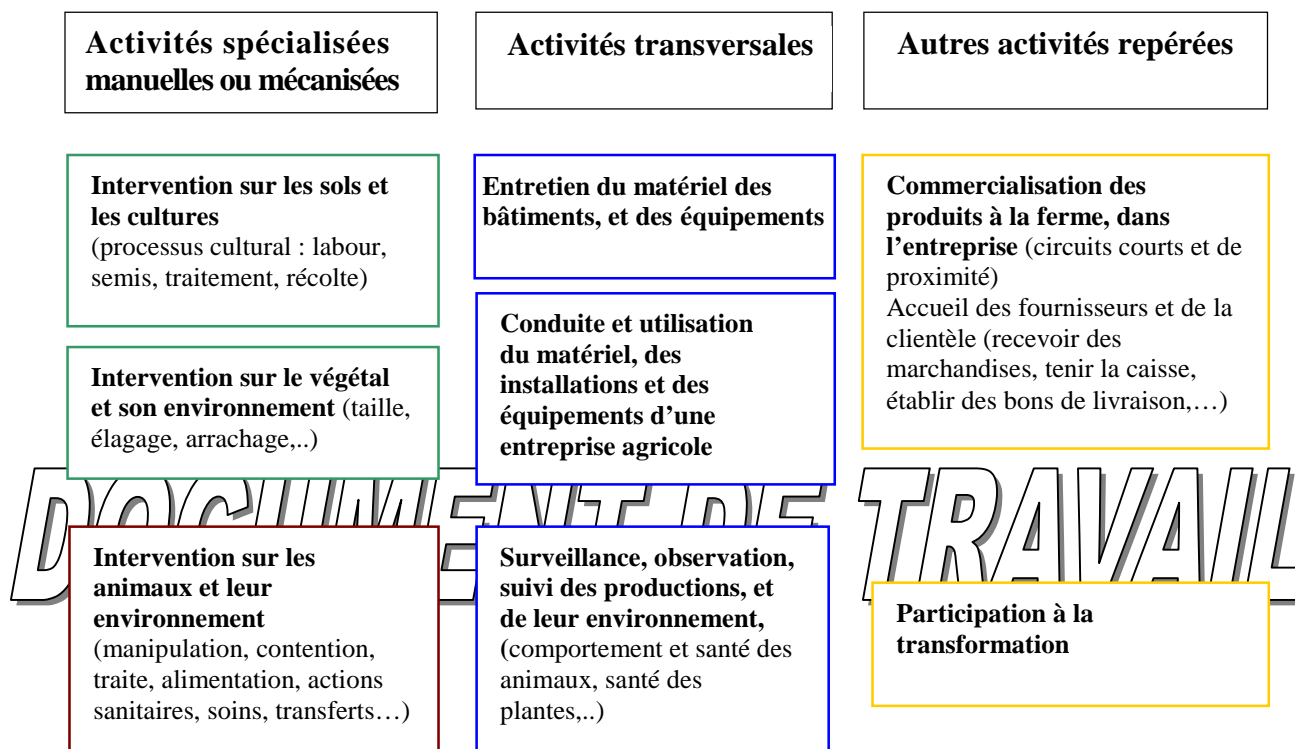 Activités spécialisées
manuelles ou mécanisées
Activités transversales
Autres activités repérées
Intervention sur les sols et
les cultures
(processus cultural : labour,
semis, traitement, récolte)
Intervention sur le végétal
et son environnement (taille,
élagage, arrachage,..)
Intervention sur les
animaux et leur
environnement
(manipulation, contention,
traite, alimentation, actions
sanitaires, soins, transferts…)
Entretien du matériel des
bâtiments, et des équipements
Conduite et utilisation
du matériel, des
installations et des
équipements d’une
entreprise agricole
Surveillance, observation,
suivi des productions, et
de leur environnement,
(comportement et santé des
animaux, santé des
plantes,..)
Commercialisation des
produits à la ferme, dans
l’entreprise (circuits courts et de
proximité)
Accueil des fournisseurs et de la
clientèle (recevoir des
marchandises, tenir la caisse,
établir des bons de livraison,…)
Participation à la
transformation
DOCUMENT DE TRAVAIL